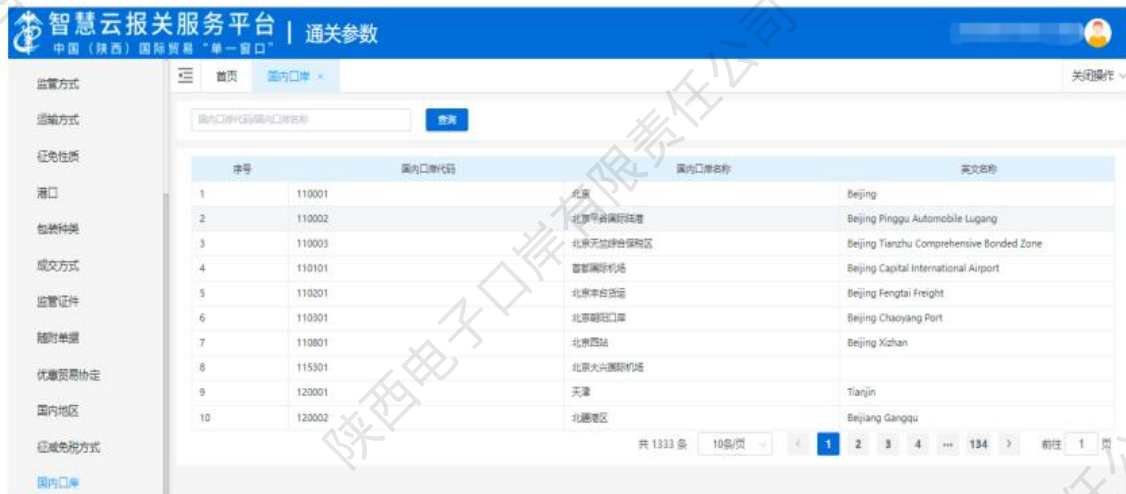 智慧云报关服务平台 | 通关参数
中国（陕西）国际贸易“单一窗口”
监管方式
运输方式
征免性质
港口
包装种类
成交方式
监管证件
随附单据
优惠贸易协定
国内地区
征减免税方式
国内口岸
首页 国内口岸 ×
关闭操作
国内口岸代码/国内口岸名称 查询
序号 国内口岸代码 国内口岸名称 英文名称
1 110001 北京 Beijing
2 110002 北京平谷国际陆港 Beijing Pinggu Automobile Lugang
3 110003 北京天竺综合保税区 Beijing Tianzhu Comprehensive Bonded Zone
4 110101 首都国际机场 Beijing Capital International Airport
5 110201 北京丰台货运 Beijing Fengtai Freight
6 110301 北京朝阳口岸 Beijing Chaoyang Port
7 110801 北京西站 Beijing Xizhan
8 115301 北京大兴国际机场
9 120001 天津 Tianjin
10 120002 北疆港区 Beijiang Gangqu
共 1333 条 10条/页 < 1 2 3 4 ... 134 > 前往 1 页
陕西电子口岸有限责任公司